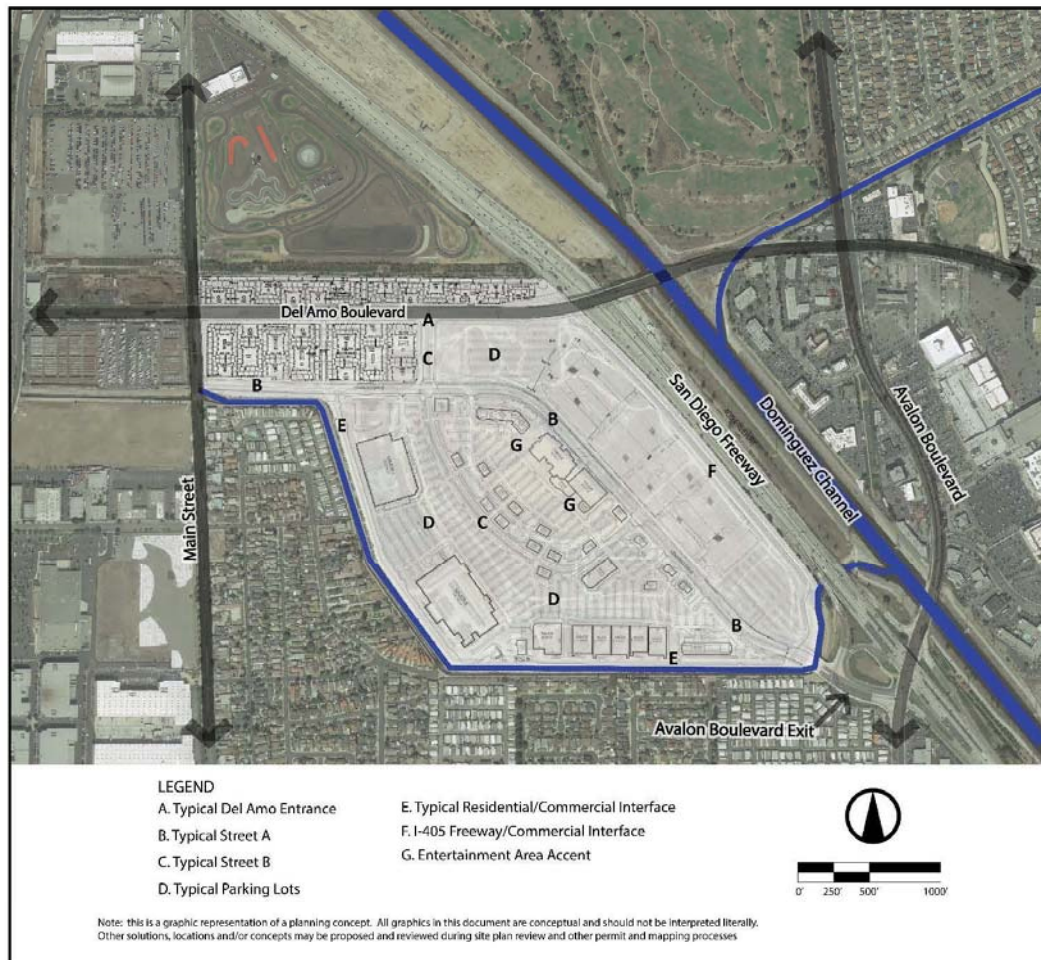 Del Amo Boulevard
A
C
D
B
E
B
G
San Diego Freeway
Dominguez Channel
Avalon Boulevard
F
G
Main Street
D
C
D
B
E
Avalon Boulevard Exit
LEGEND
A. Typical Del Amo Entrance
B. Typical Street A
C. Typical Street B
D. Typical Parking Lots
E. Typical Residential/Commercial Interface
F. I-405 Freeway/Commercial Interface
G. Entertainment Area Accent
0' 250' 500' 1000'
Note: this is a graphic representation of a planning concept. All graphics in this document are conceptual and should not be interpreted literally.
Other solutions, locations and/or concepts may be proposed and reviewed during site plan review and other permit and mapping processes